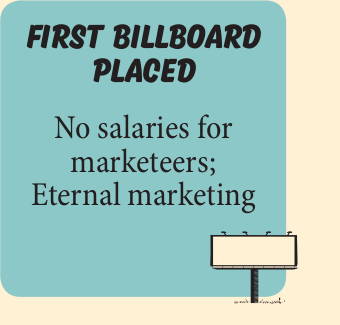 FIRST BILLBOARD
PLACED
No salaries for
marketeers;
Eternal marketing